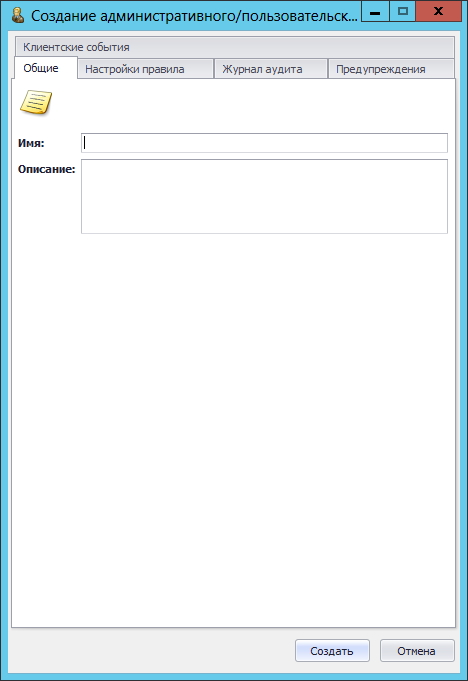 Создание административного/пользовательск...
Клиентские события
Общие Настройки правила Журнал аудита Предупреждения
Имя:
Описание:
Создать Отмена